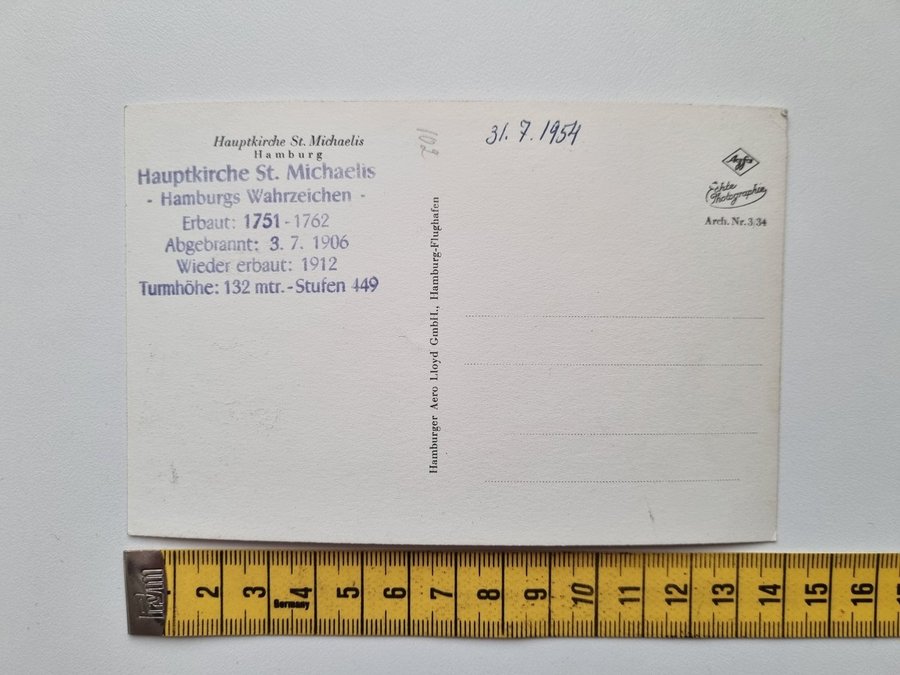 Hauptkirche St. Michaelis
Hamburg
Hauptkirche St. Michaelis
- Hamburgs Wahrzeichen -
Erbaut: 1751-1762
Abgebrannt: 3. 7. 1906
Wieder erbaut: 1912
Turmhöhe: 132 mtr.-Stufen 449
102
Hamburger Aero Lloyd GmbH., Hamburg-Flughafen
31. 7. 1954
Agfa
Echte
Photographie
Arch. Nr. 3/34
2 3 4 5 6 7 8 9 10 11 12 13 14 15 16
Germany